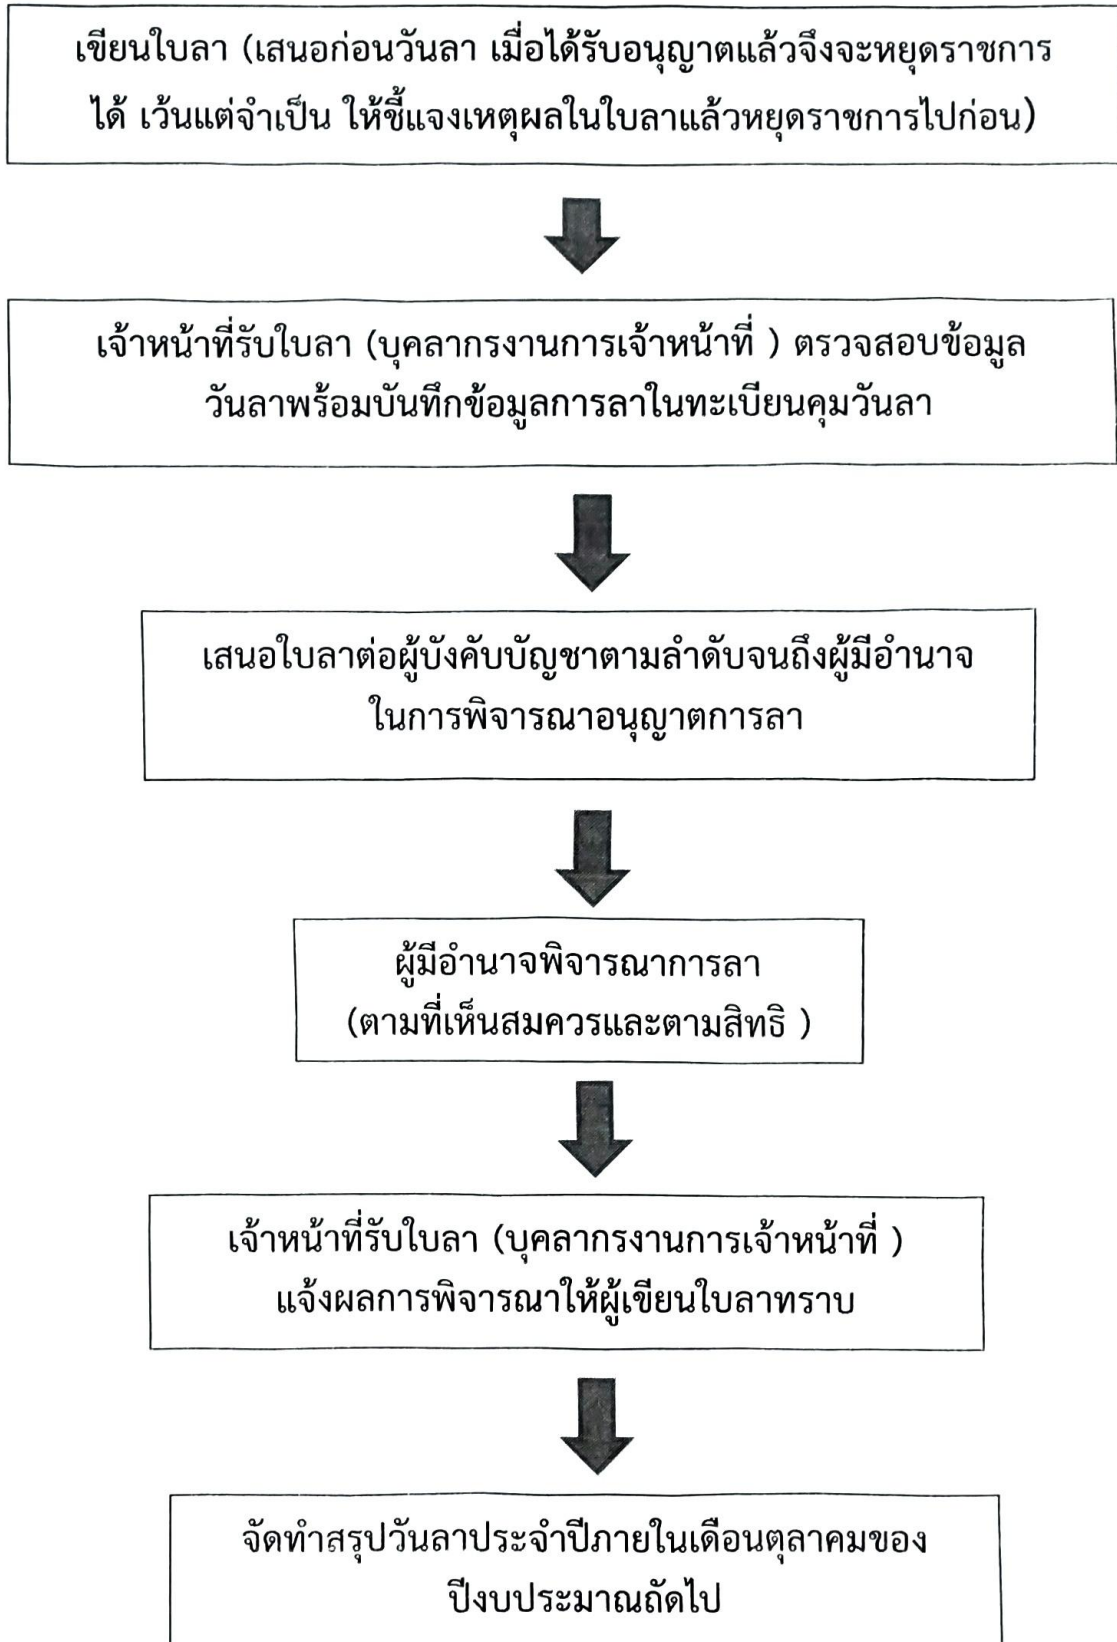 เขียนใบลา (เสนอก่อนวันลา เมื่อได้รับอนุญาตแล้วจึงจะหยุดราชการ
ได้ เว้นแต่จำเป็น ให้ชี้แจงเหตุผลในใบลาแล้วหยุดราชการไปก่อน)
เจ้าหน้าที่รับใบลา (บุคลากรงานการเจ้าหน้าที่ ) ตรวจสอบข้อมูล
วันลาพร้อมบันทึกข้อมูลการลาในทะเบียนคุมวันลา
เสนอใบลาต่อผู้บังคับบัญชาตามลำดับจนถึงผู้มีอำนาจ
ในการพิจารณาอนุญาตการลา
ผู้มีอำนาจพิจารณาการลา
(ตามที่เห็นสมควรและตามสิทธิ )
เจ้าหน้าที่รับใบลา (บุคลากรงานการเจ้าหน้าที่ )
แจ้งผลการพิจารณาให้ผู้เขียนใบลาทราบ
จัดทำสรุปวันลาประจำปีภายในเดือนตุลาคมของ
ปีงบประมาณถัดไป